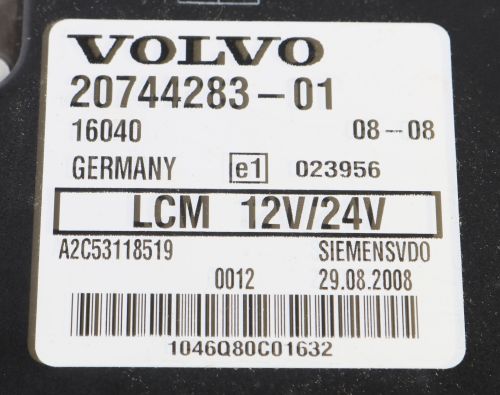 VOLVO
20744283-01
16040 08-08
GERMANY e1 023956
LCM 12V/24V
A2C53118519 SIEMENSVDO
0012 29.08.2008
1046Q80C01632